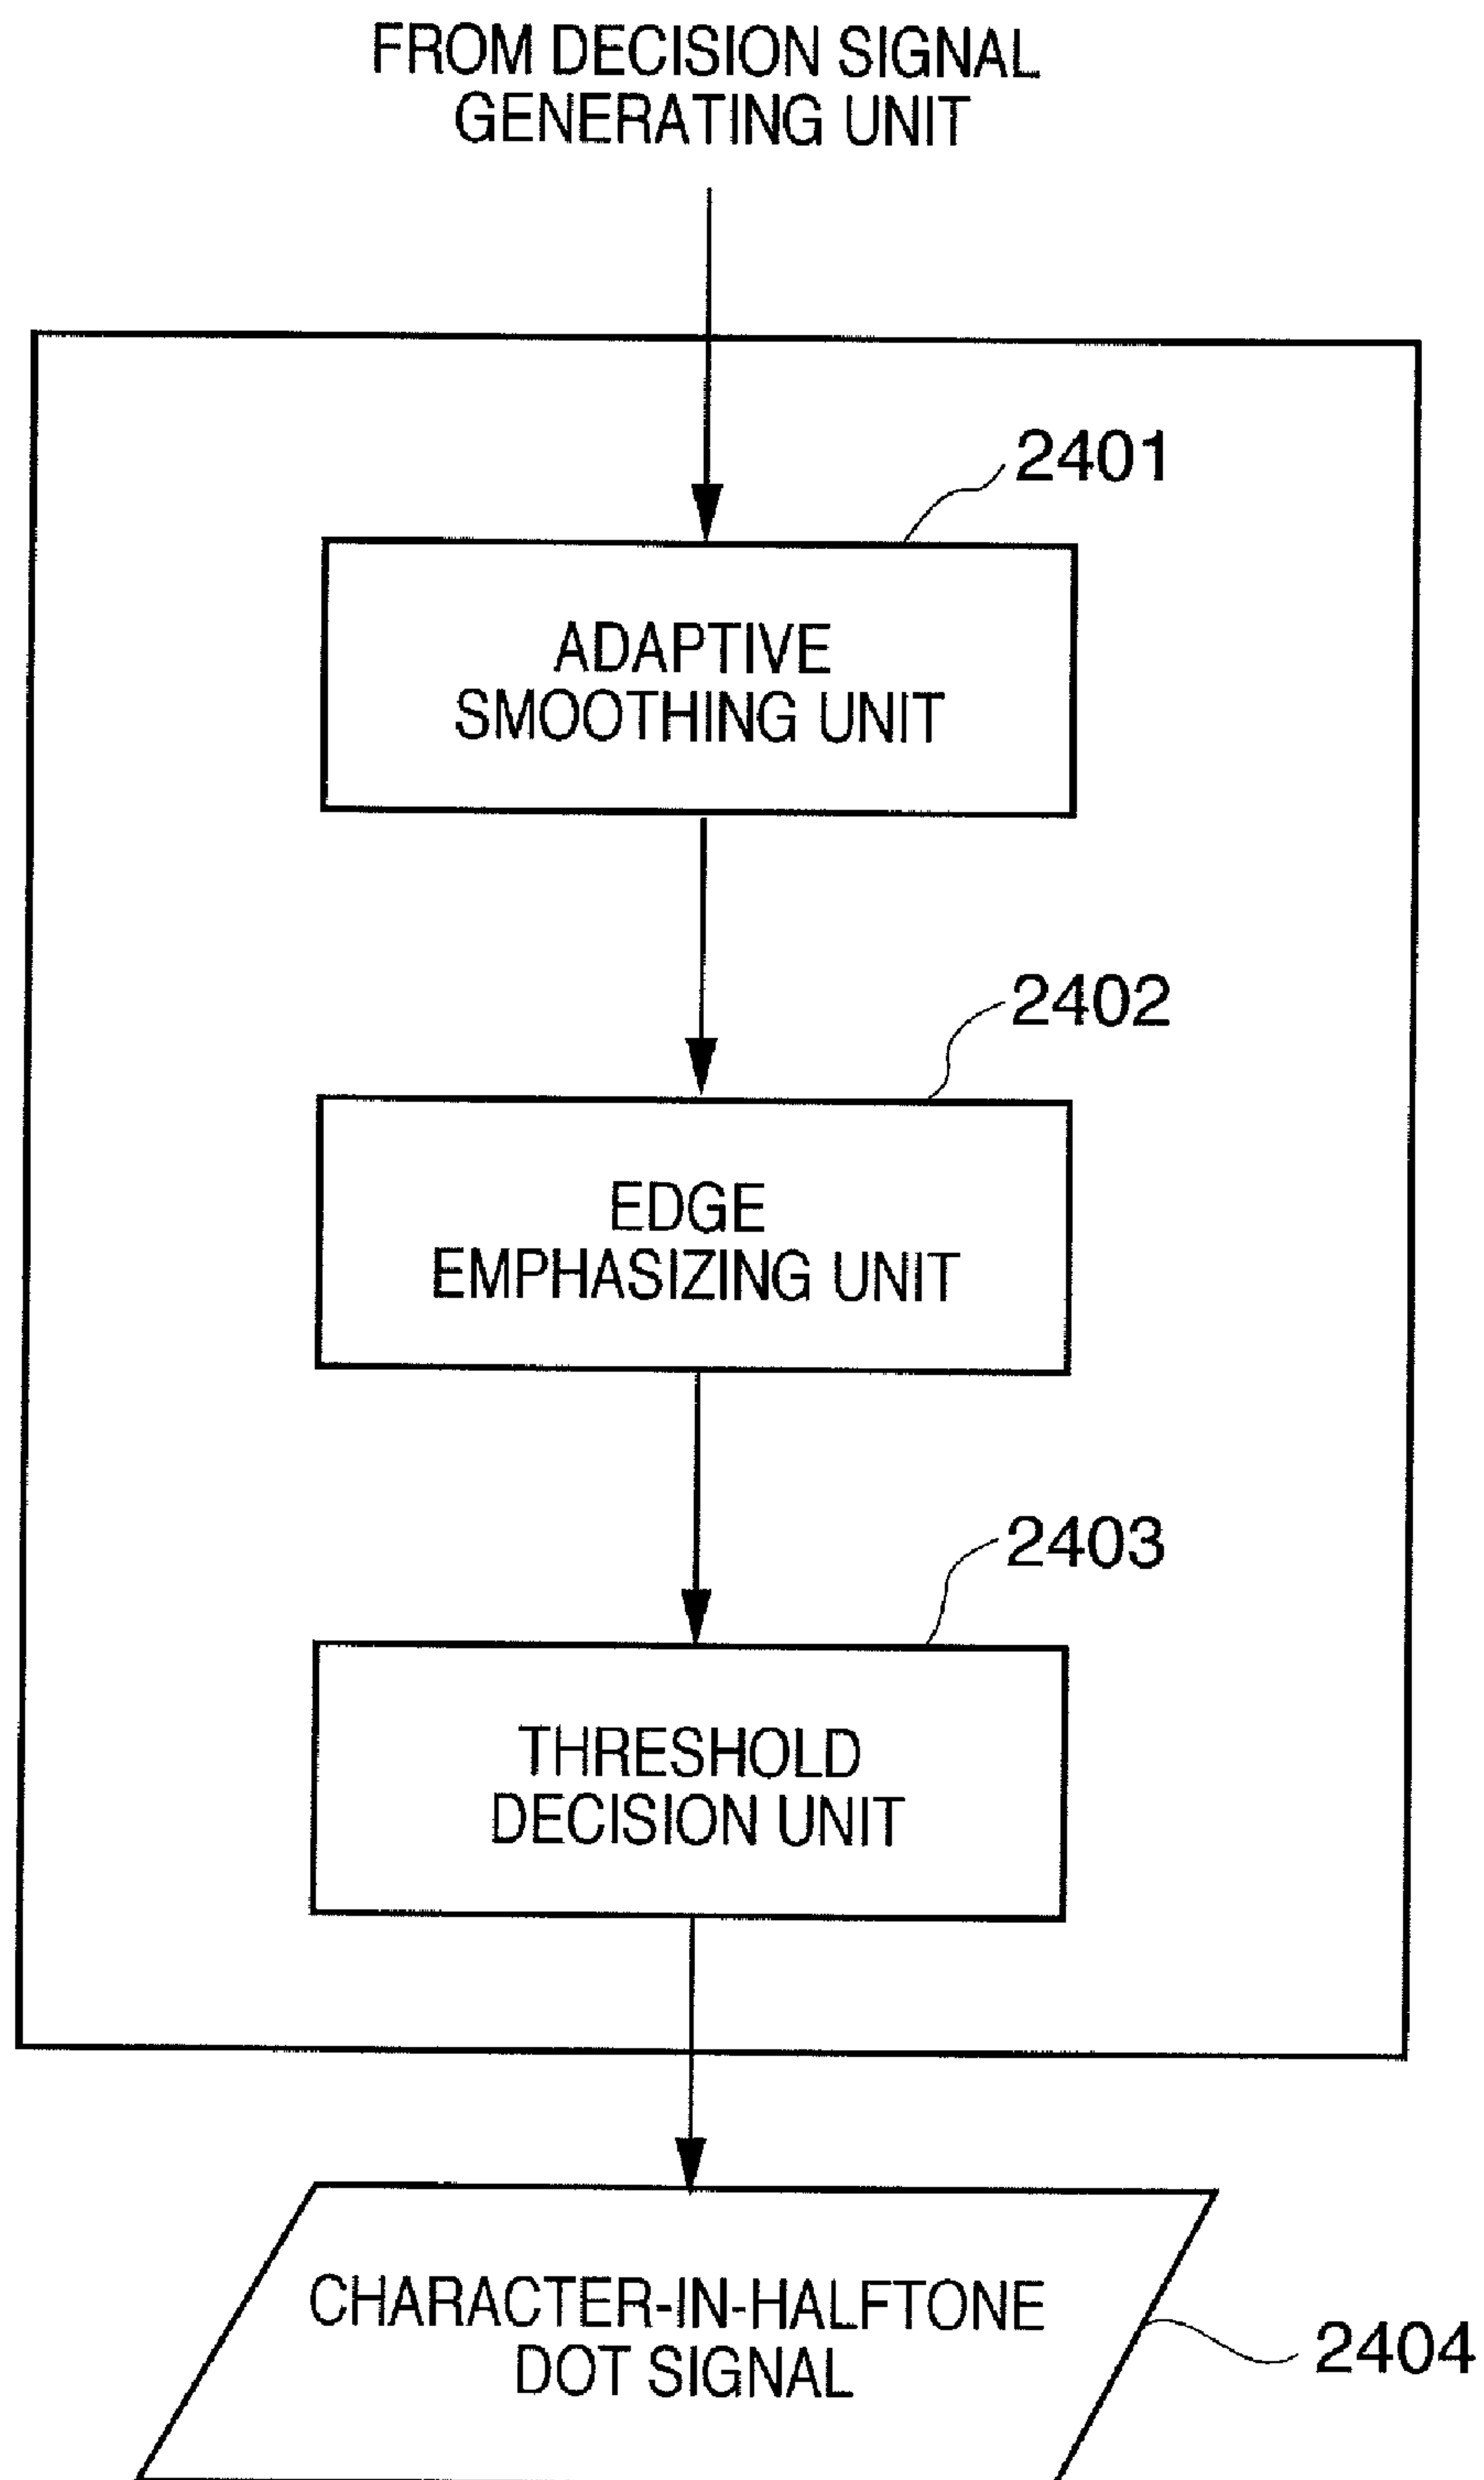 FROM DECISION SIGNAL
GENERATING UNIT
2401
ADAPTIVE
SMOOTHING UNIT
2402
EDGE
EMPHASIZING UNIT
2403
THRESHOLD
DECISION UNIT
CHARACTER-IN-HALFTONE
DOT SIGNAL
2404